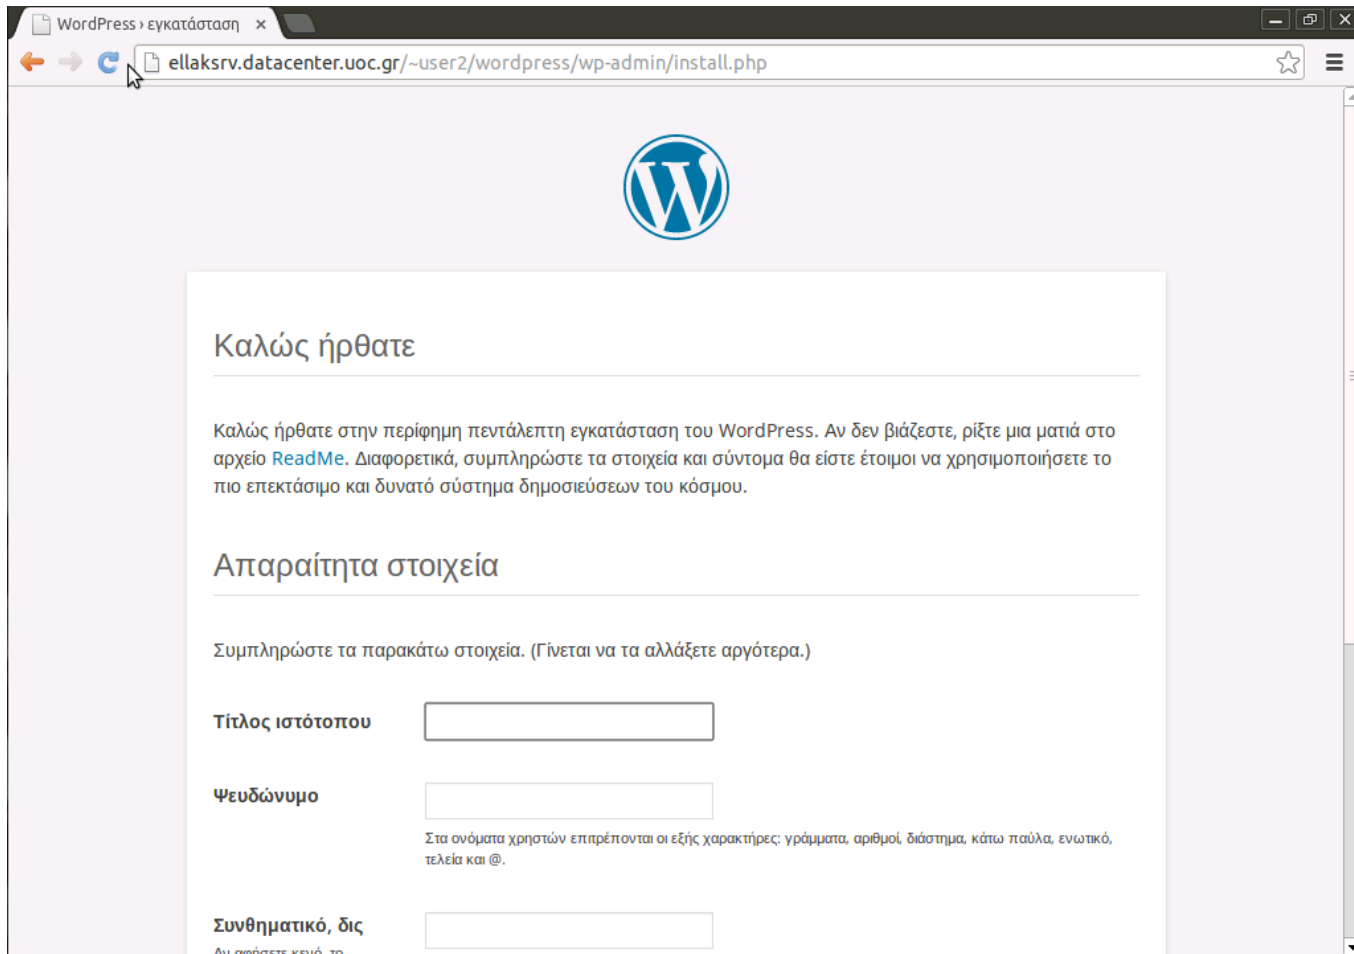 WordPress › εγκατάσταση
ellaksrv.datacenter.uoc.gr/~user2/wordpress/wp-admin/install.php
Καλώς ήρθατε
Καλώς ήρθατε στην περίφημη πεντάλεπτη εγκατάσταση του WordPress. Αν δεν βιάζεστε, ρίξτε μια ματιά στο
αρχείο ReadMe. Διαφορετικά, συμπληρώστε τα στοιχεία και σύντομα θα είστε έτοιμοι να χρησιμοποιήσετε το
πιο επεκτάσιμο και δυνατό σύστημα δημοσιεύσεων του κόσμου.
Απαραίτητα στοιχεία
Συμπληρώστε τα παρακάτω στοιχεία. (Γίνεται να τα αλλάξετε αργότερα.)
Τίτλος ιστότοπου
Ψευδώνυμο
Στα ονόματα χρηστών επιτρέπονται οι εξής χαρακτήρες: γράμματα, αριθμοί, διάστημα, κάτω παύλα, ενωτικό,
τελεία και @.
Συνθηματικό, δις
Αν αφήσετε κενό, το